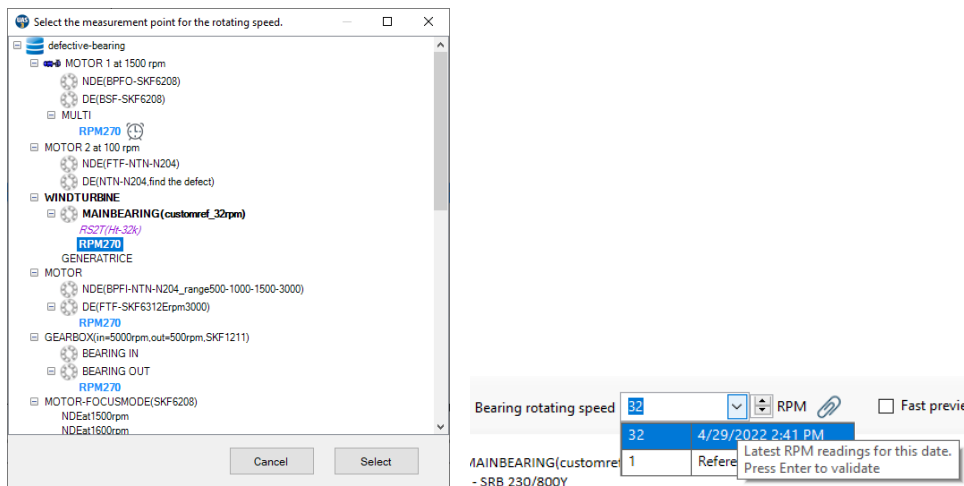 UAS
Select the measurement point for the rotating speed.
defective-bearing
MOTOR 1 at 1500 rpm
NDE(BPFO-SKF6208)
DE(BSF-SKF6208)
MULTI
RPM270
MOTOR 2 at 100 rpm
NDE(FTF-NTN-N204)
DE(NTN-N204,find the defect)
WINDTURBINE
MAINBEARING(customref_32rpm)
RS2T(Ht-32k)
RPM270
GENERATRICE
MOTOR
NDE(BPFI-NTN-N204_range500-1000-1500-3000)
DE(FTF-SKF6312Erpm3000)
RPM270
GEARBOX(in=5000rpm,out=500rpm,SKF1211)
BEARING IN
BEARING OUT
RPM270
MOTOR-FOCUSMODE(SKF6208)
NDEat1500rpm
NDEat1600rpm
Cancel Select
Bearing rotating speed 32 RPM Fast previe
32 4/29/2022 2:41 PM
MAINBEARING(customref 1 Refere
- SRB 230/800Y
Latest RPM readings for this date.
Press Enter to validate